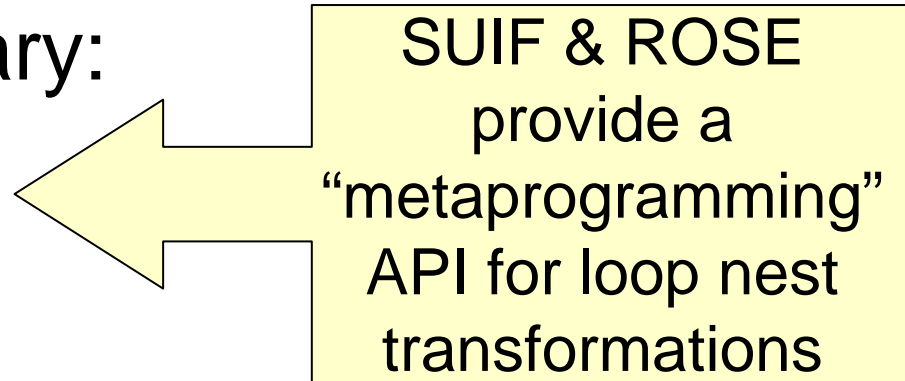 ary:
SUIF & ROSE
provide a
“metaprogramming”
API for loop nest
transformations